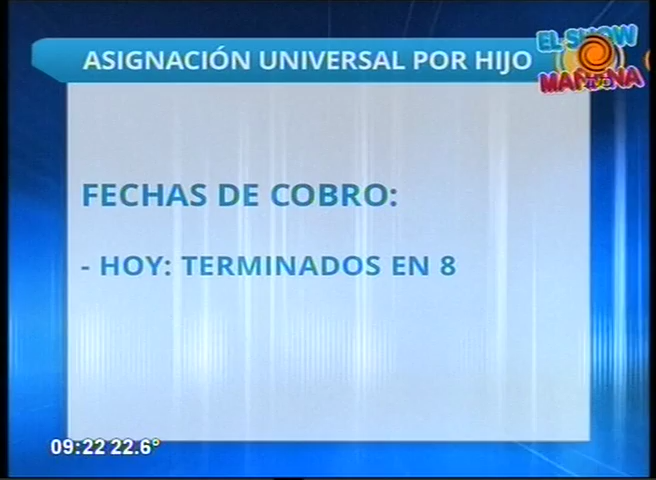 ASIGNACIÓN UNIVERSAL POR HIJO
EL SHOW
MAÑANA
FECHAS DE COBRO:
- HOY: TERMINADOS EN 8
09:22 22.6°